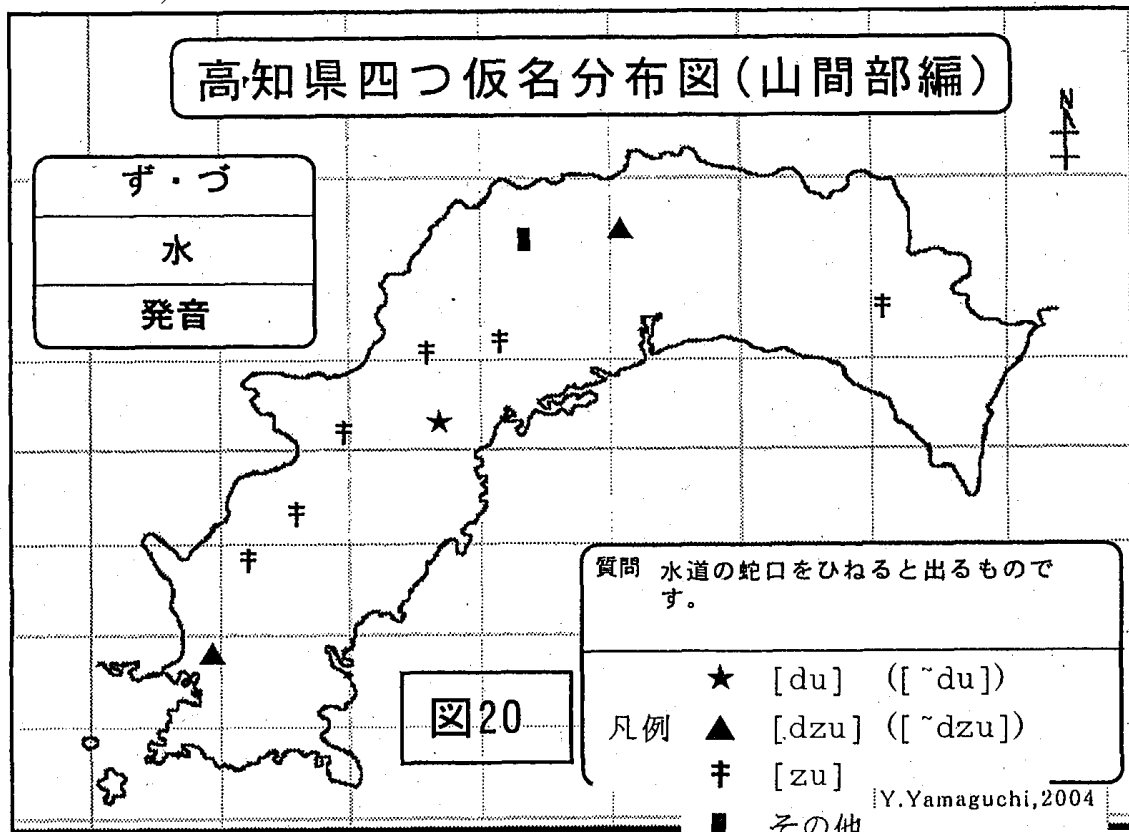 高知県四つ仮名分布図(山間部編)
N
ず・づ
水
発音
質問 水道の蛇口をひねると出るもので
す。
図20
凡例
★ [du] ([~du])
▲ [dzu] ([~dzu])
‡ [zu]
■ その他
Y.Yamaguchi,2004